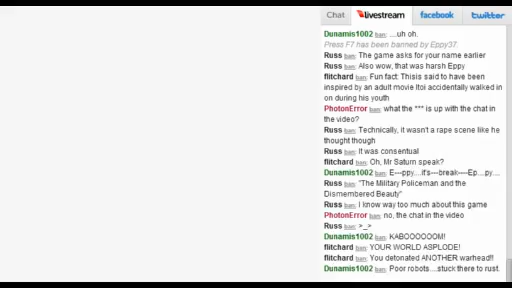 Chat livestream facebook twitter
Dunamis1002 ban: ....uh oh.
Press F7 has been banned by Eppy37.
Russ ban: The game asks for your name earlier
Russ ban: Also wow, that was harsh Eppy
flitchard ban: Fun fact: Thisis said to have been
inspired by an adult movie Itoi accidentally walked in
on during his youth
PhotonError ban: what the *** is up with the chat in
the video?
Russ ban: Technically, it wasn't a rape scene like he
thought though
Russ ban: It was consentual
flitchard ban: Oh, Mr Saturn speak?
Dunamis1002 ban: E---ppy....it's---break----Ep....py....
Russ ban: "The Military Policeman and the
Dismembered Beauty"
Russ ban: I know way too much about this game
PhotonError ban: no, the chat in the video
Russ ban: >_>
Dunamis1002 ban: KABOOOOOOM!
flitchard ban: YOUR WORLD ASPLODE!
flitchard ban: You detonated ANOTHER warhead!!
Dunamis1002 ban: Poor robots....stuck there to rust.